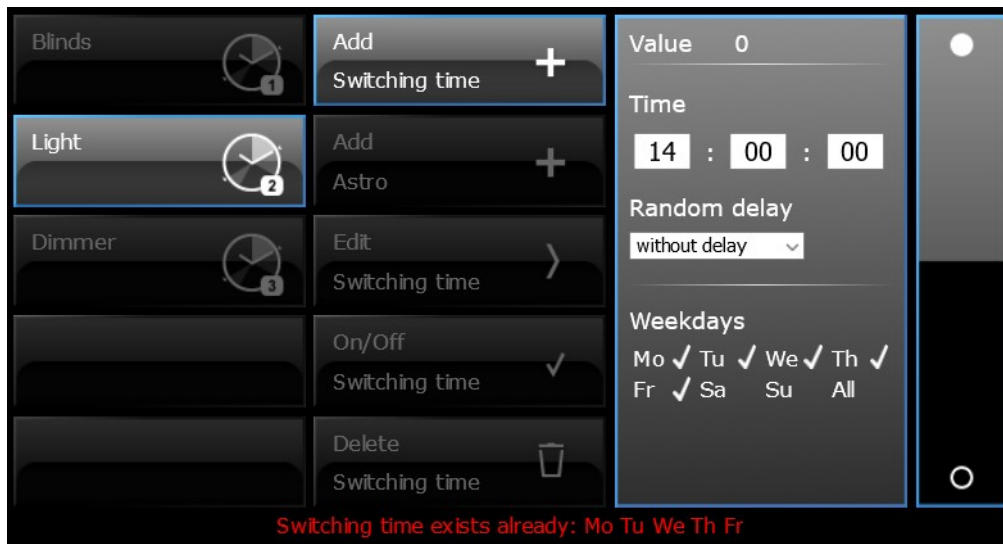 Blinds
1
Light
2
Dimmer
3
Add
Switching time
Add
Astro
Edit
Switching time
On/Off
Switching time
Delete
Switching time
Value 0
Time
14 : 00 : 00
Random delay
without delay
Weekdays
Mo Tu We Th
Fr Sa Su All
Switching time exists already: Mo Tu We Th Fr